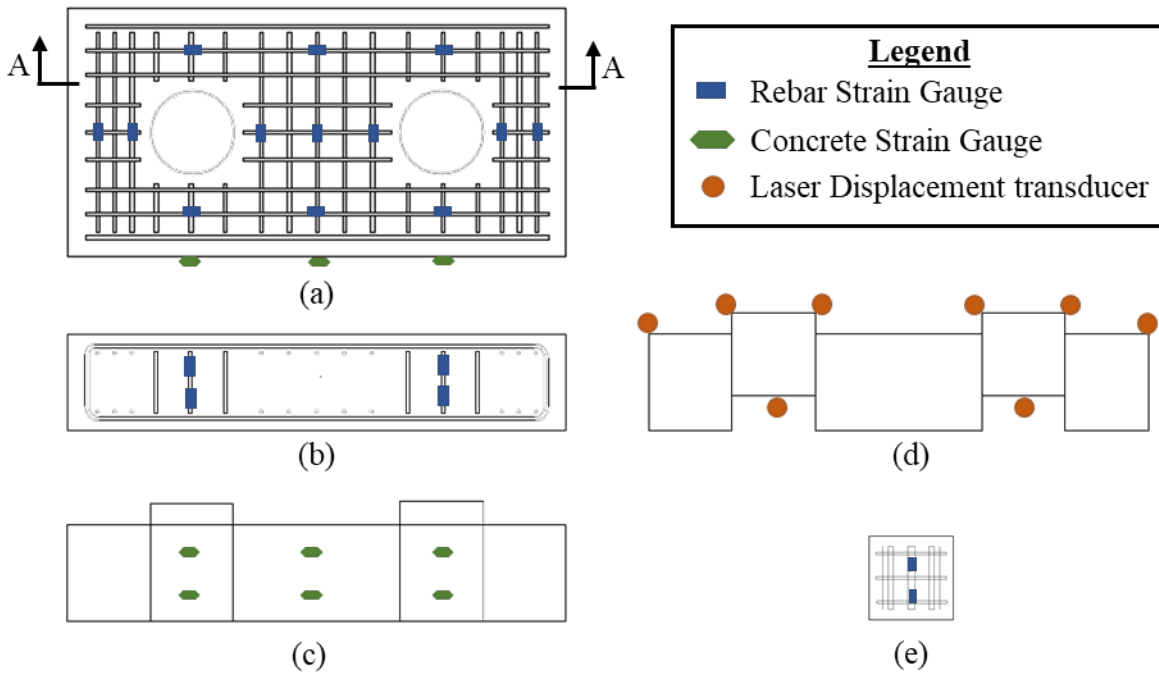 A
A
Legend
Rebar Strain Gauge
Concrete Strain Gauge
Laser Displacement transducer
(a)
(b)
(c)
(d)
(e)